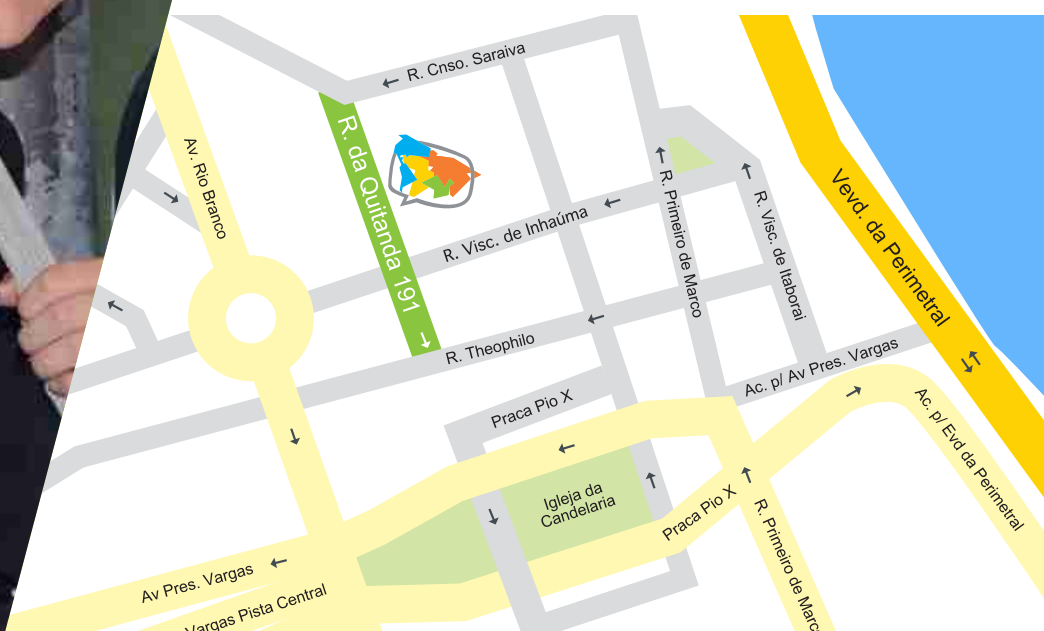 R. Cnso. Saraiva
R. da Quitanda 191
Av. Rio Branco
R. Visc. de Inhaúma
R. Primeiro de Marco
R. Visc. de Itaborai
Vevd. da Perimetral
R. Theophilo
Ac. p/ Av Pres. Vargas
Praca Pio X
Ac. p/ Evd da Perimetral
Igleja da
Candelaria
Praca Pio X
R. Primeiro de Marc
Av Pres. Vargas
Vargas Pista Central